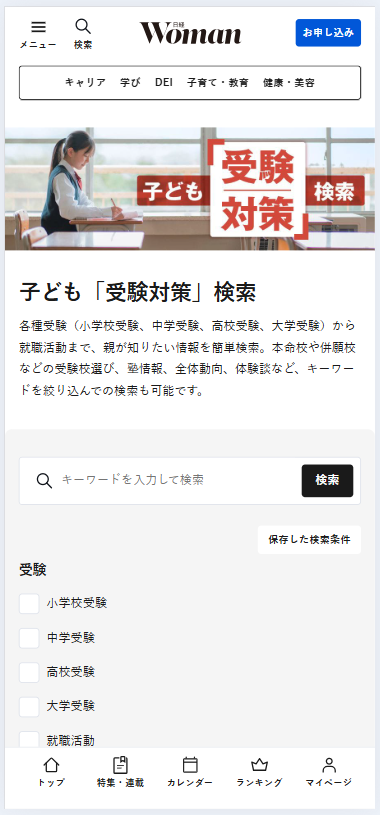 メニュー
検索
日経
Woman
お申し込み
キャリア 学び DEI 子育て・教育 健康・美容
子ども
受験
対策
検索
子ども「受験対策」検索
各種受験（小学校受験、中学受験、高校受験、大学受験）から
就職活動まで、親が知りたい情報を簡単検索。本命校や併願校
などの受験校選び、塾情報、全体動向、体験談など、キーワー
ドを絞り込んでの検索も可能です。
キーワードを入力して検索
検索
保存した検索条件
受験
小学校受験
中学受験
高校受験
大学受験
就職活動
トップ 特集・連載 カレンダー ランキング マイページ